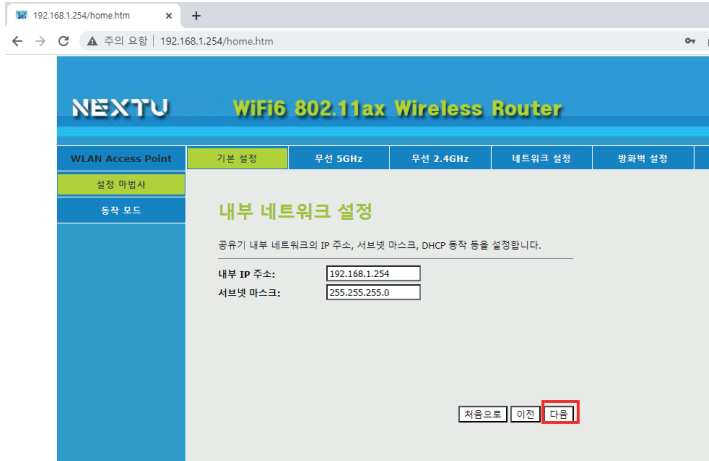 192.168.1.254/home.htm
주의 요함 | 192.168.1.254/home.htm
NEXTU WiFi6 802.11ax Wireless Router
WLAN Access Point 기본 설정 무선 5GHz 무선 2.4GHz 네트워크 설정 방화벽 설정
설정 마법사
동작 모드
내부 네트워크 설정
공유기 내부 네트워크의 IP 주소, 서브넷 마스크, DHCP 동작 등을 설정합니다.
내부 IP 주소: 192.168.1.254
서브넷 마스크: 255.255.255.0
처음으로 이전 다음